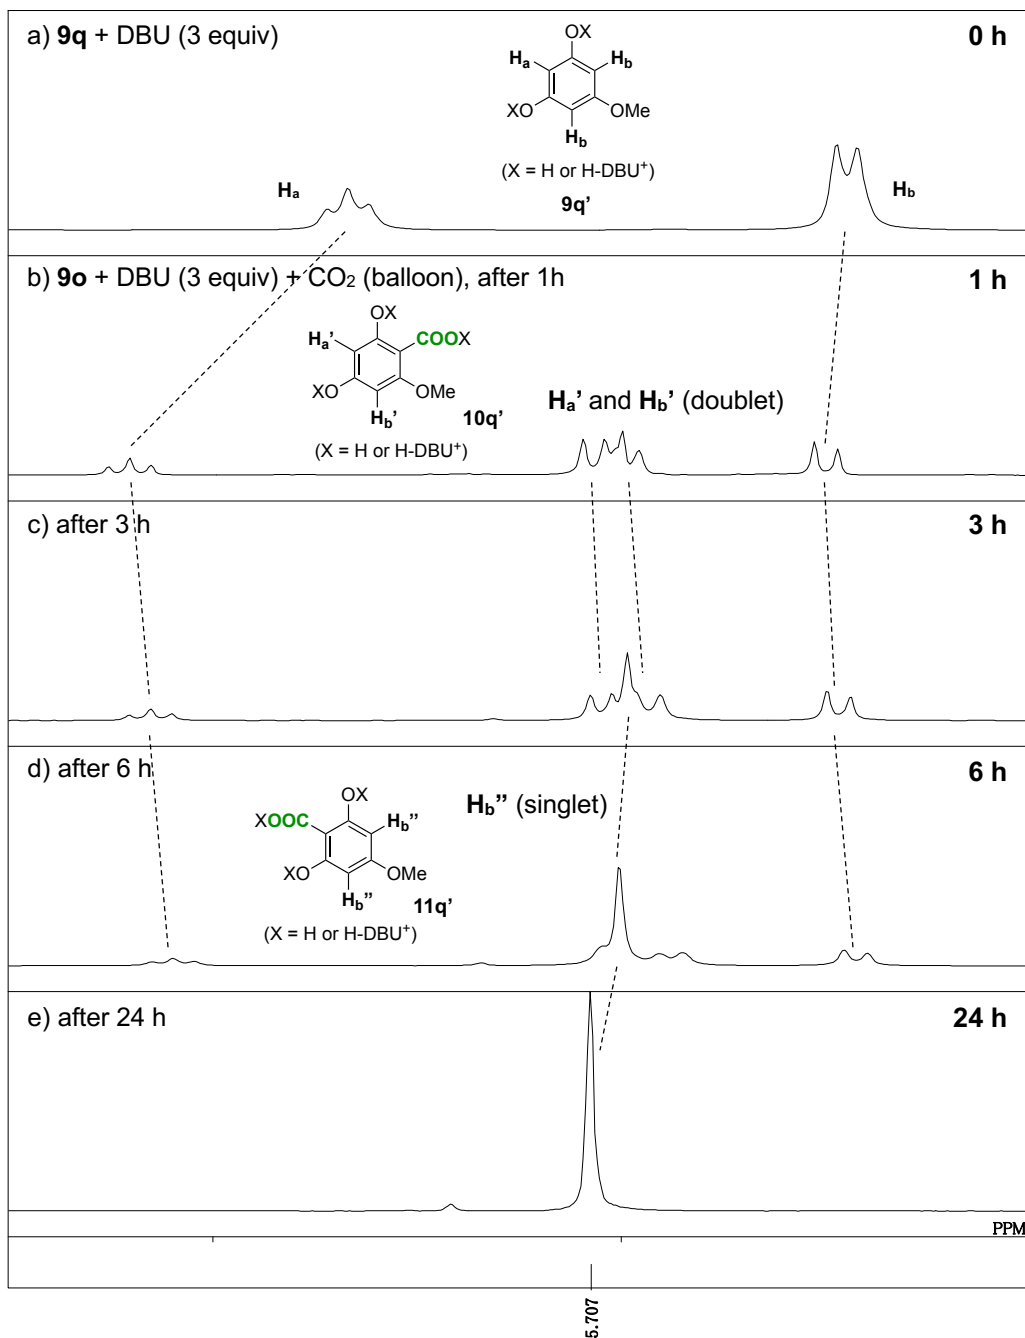 a) 9q + DBU (3 equiv)
0 h
OX
Ha
Hb
XO
OMe
Hb
(X = H or H-DBU⁺)
9q’
Ha
Hb
b) 9o + DBU (3 equiv) + CO₂ (balloon), after 1h
1 h
OX
Ha’
COOX
XO
OMe
Hb’
10q’
(X = H or H-DBU⁺)
Ha’ and Hb’ (doublet)
c) after 3 h
3 h
d) after 6 h
6 h
OX
XOOC
Hb”
XO
OMe
Hb”
11q’
(X = H or H-DBU⁺)
Hb” (singlet)
e) after 24 h
24 h
PPM
5.707